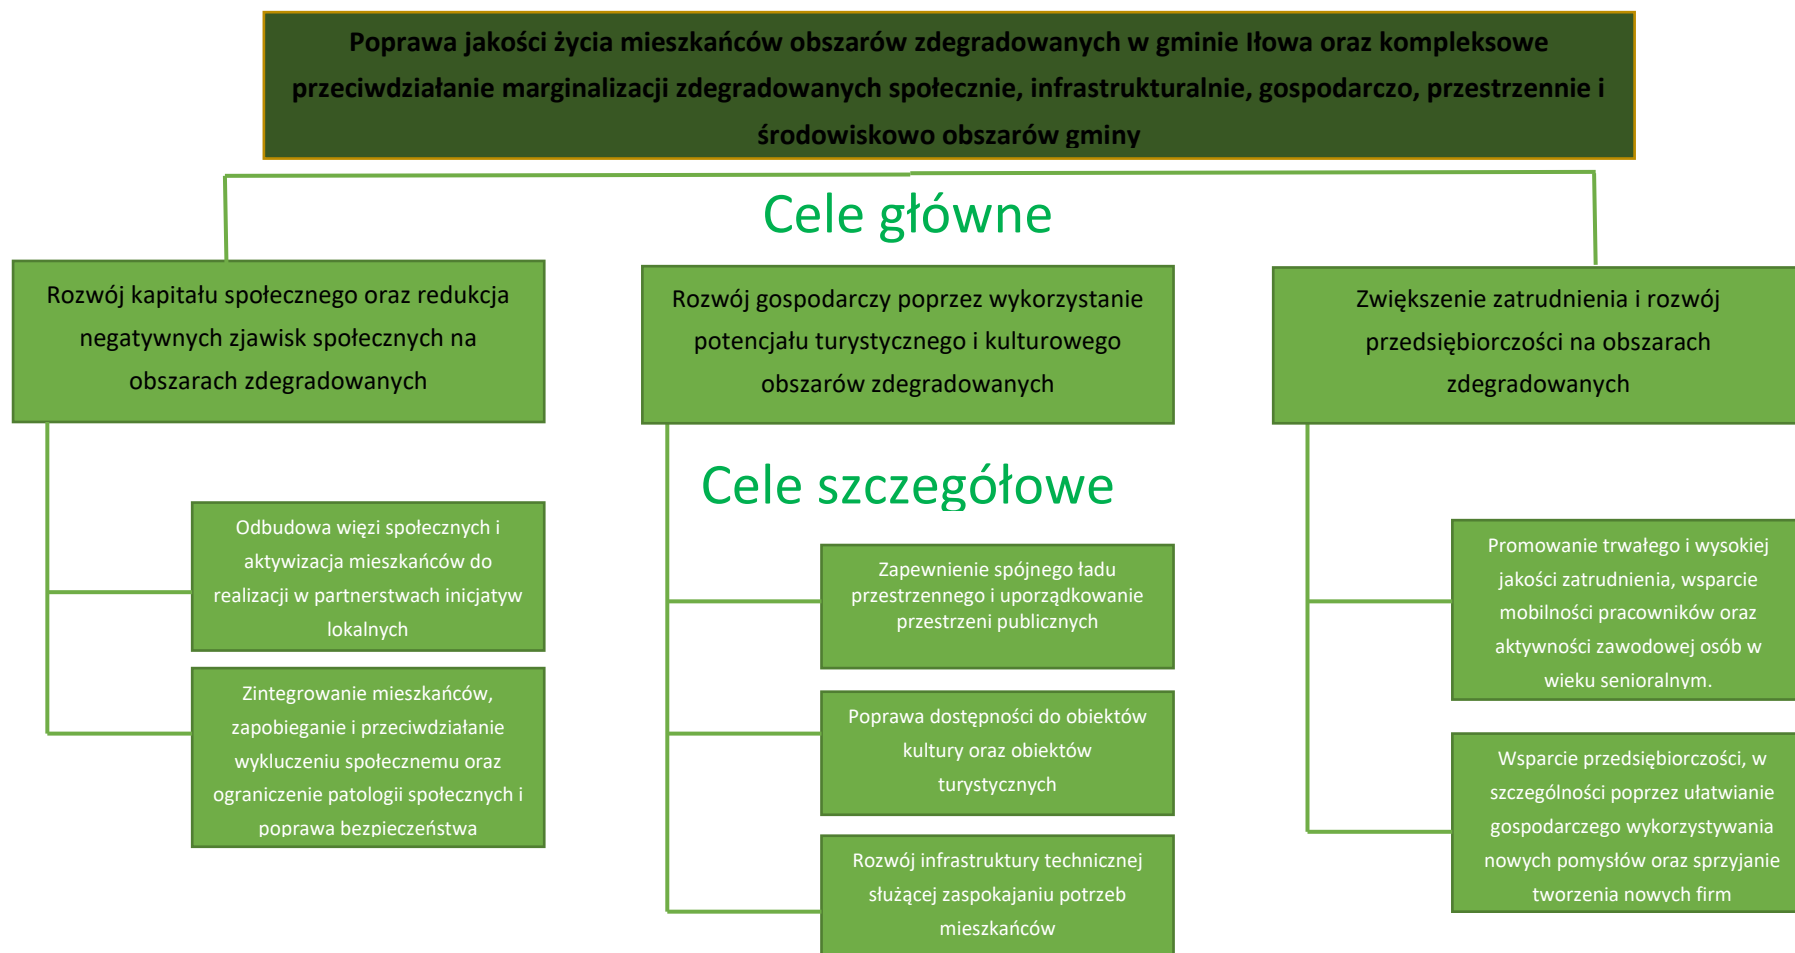 Poprawa jakości życia mieszkańców obszarów zdegradowanych w gminie Iłowa oraz kompleksowe
przeciwdziałanie marginalizacji zdegradowanych społecznie, infrastrukturalnie, gospodarczo, przestrzennie i
środowiskowo obszarów gminy
Cele główne
Rozwój kapitału społecznego oraz redukcja
negatywnych zjawisk społecznych na
obszarach zdegradowanych
Rozwój gospodarczy poprzez wykorzystanie
potencjału turystycznego i kulturowego
obszarów zdegradowanych
Zwiększenie zatrudnienia i rozwój
przedsiębiorczości na obszarach
zdegradowanych
Cele szczegółowe
Odbudowa więzi społecznych i
aktywizacja mieszkańców do
realizacji w partnerstwach inicjatyw
lokalnych
Zintegrowanie mieszkańców,
zapobieganie i przeciwdziałanie
wykluczeniu społecznemu oraz
ograniczenie patologii społecznych i
poprawa bezpieczeństwa
Zapewnienie spójnego ładu
przestrzennego i uporządkowanie
przestrzeni publicznych
Poprawa dostępności do obiektów
kultury oraz obiektów
turystycznych
Rozwój infrastruktury technicznej
służącej zaspokajaniu potrzeb
mieszkańców
Promowanie trwałego i wysokiej
jakości zatrudnienia, wsparcie
mobilności pracowników oraz
aktywności zawodowej osób w
wieku senioralnym.
Wsparcie przedsiębiorczości, w
szczególności poprzez ułatwianie
gospodarczego wykorzystywania
nowych pomysłów oraz sprzyjanie
tworzenia nowych firm